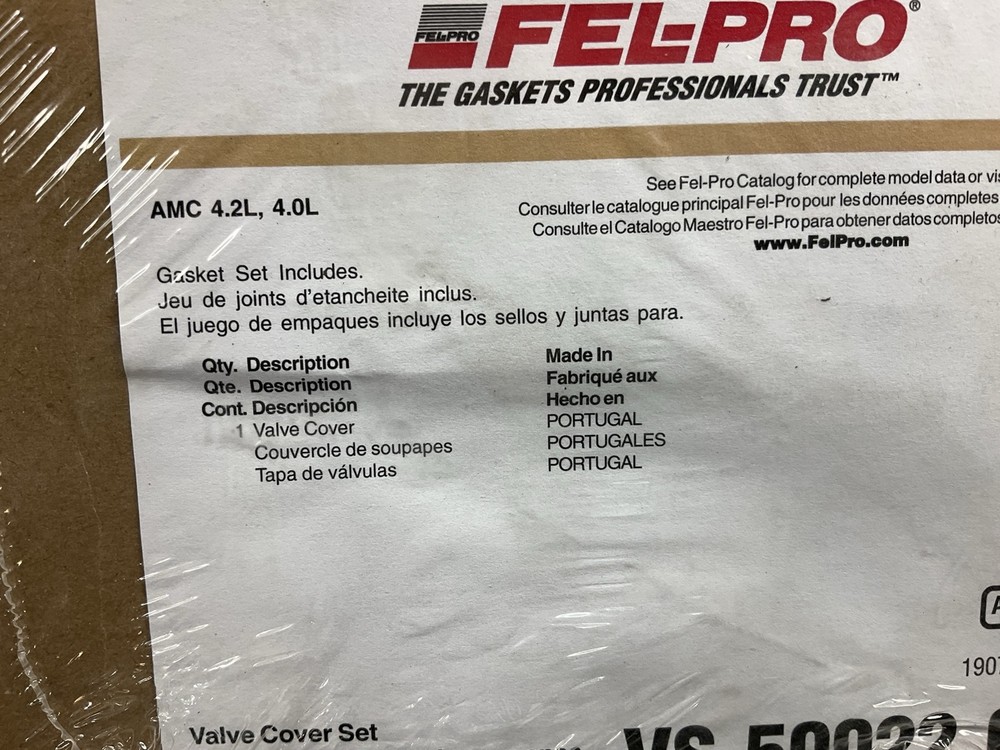 FEL-PRO
FEL-PRO®
THE GASKETS PROFESSIONALS TRUST™
AMC 4.2L, 4.0L
See Fel-Pro Catalog for complete model data or
Consulter le catalogue principal Fel-Pro pour les données completes
Consulte el Catalogo Maestro Fel-Pro para obtener datos completos
www.FelPro.com
Gasket Set Includes.
Jeu de joints d'etancheite inclus.
El juego de empaques incluye los sellos y juntas para.
Qty. Description Made In
Qte. Description Fabriqué aux
Cont. Descripción Hecho en
1 Valve Cover PORTUGAL
Couvercle de soupapes PORTUGALES
Tapa de válvulas PORTUGAL
Valve Cover Set
VS